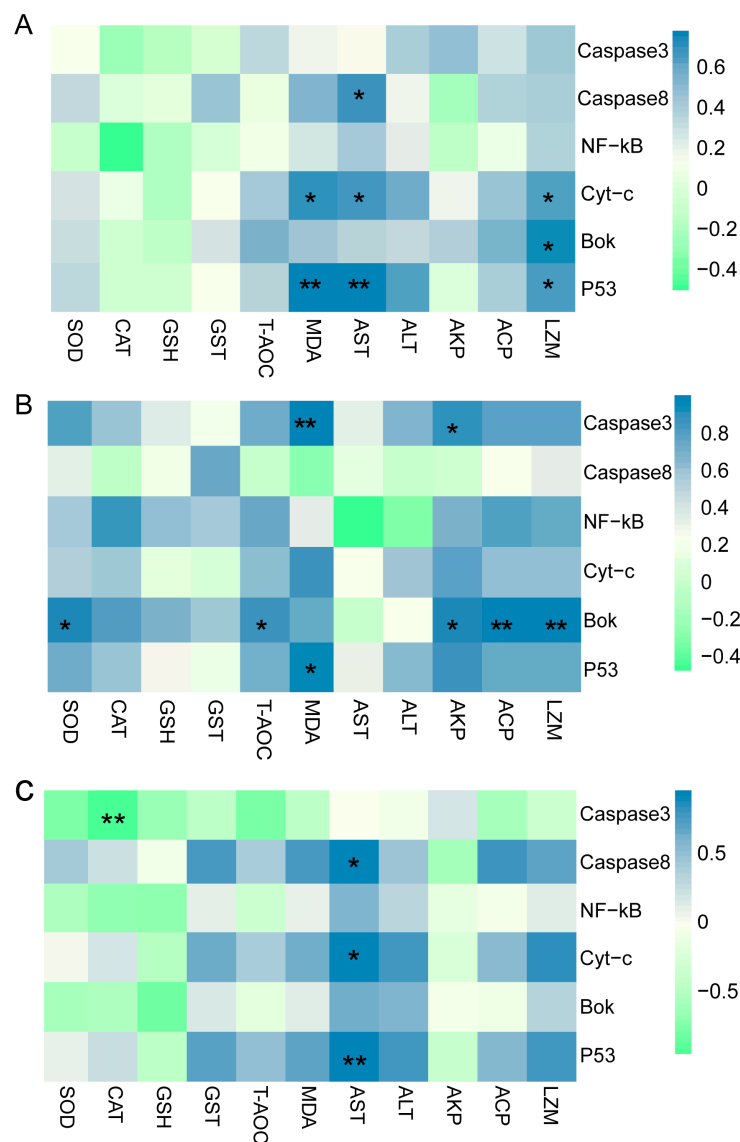 A
Caspase3
Caspase8
NF−kB
Cyt−c
Bok
P53
* 
* * *
*
** ** *
SOD CAT GSH GST T-AOC MDA AST ALT AKP ACP LZM
0.6
0.4
0.2
0
−0.2
−0.4
B
Caspase3
Caspase8
NF−kB
Cyt−c
Bok
P53
** *
* * * ** **
*
SOD CAT GSH GST T-AOC MDA AST ALT AKP ACP LZM
0.8
0.6
0.4
0.2
0
−0.2
−0.4
C
Caspase3
Caspase8
NF−kB
Cyt−c
Bok
P53
**
*
*
**
SOD CAT GSH GST T-AOC MDA AST ALT AKP ACP LZM
0.5
0
−0.5